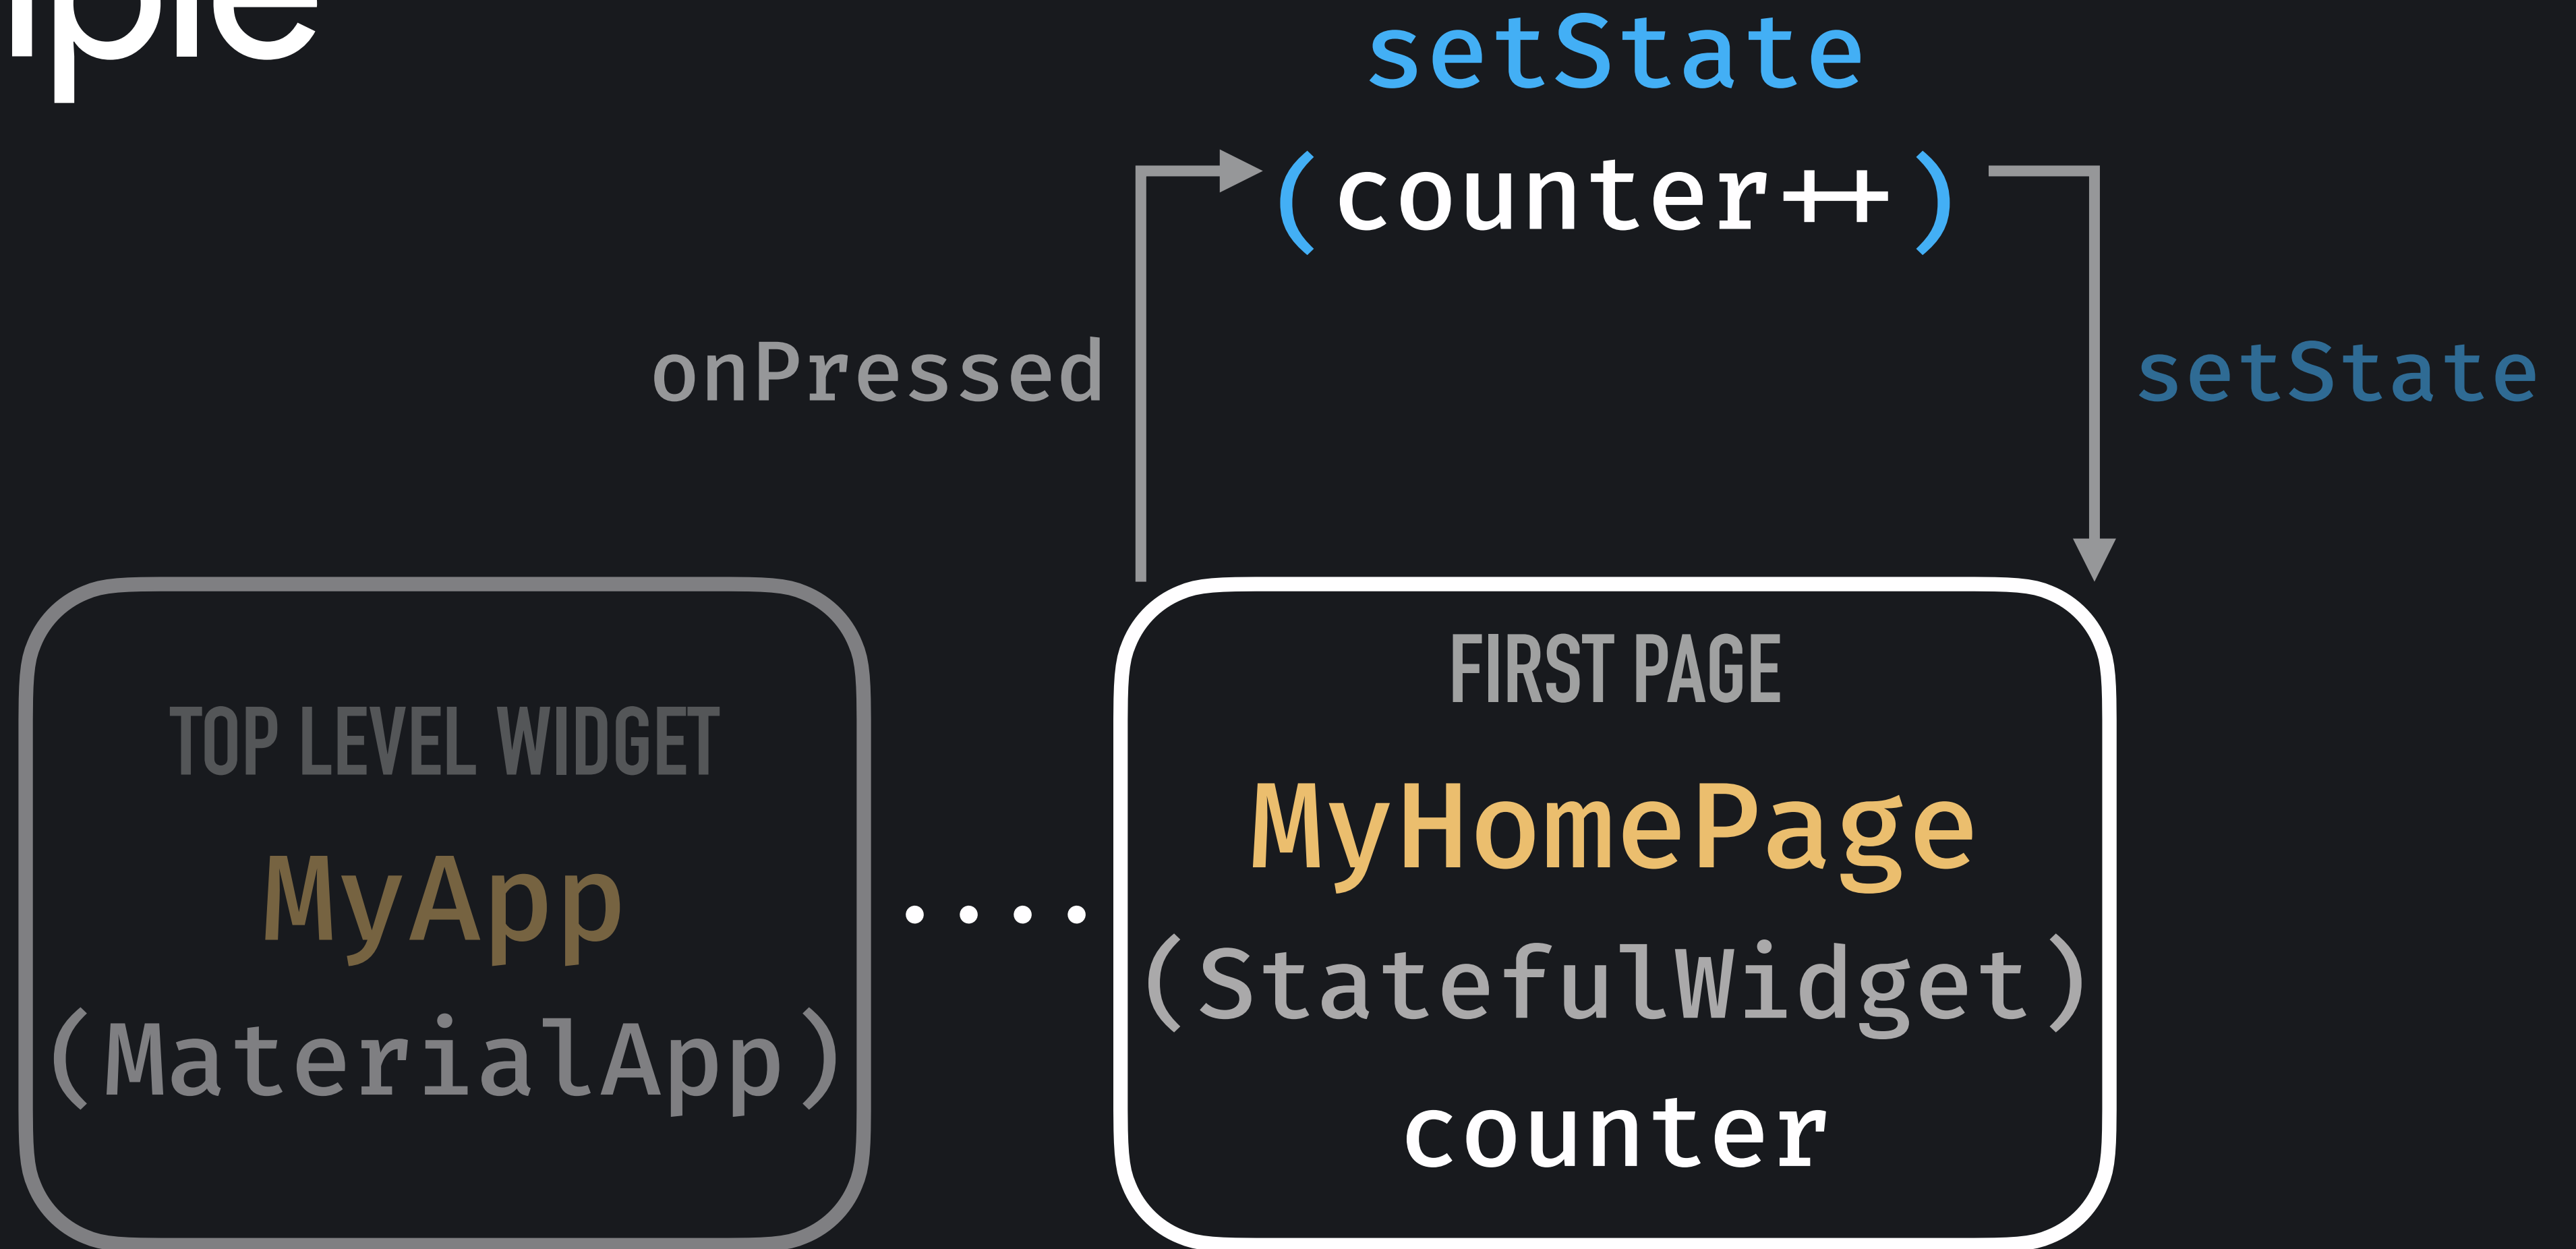 setState
(counter++)
onPressed
setState
TOP LEVEL WIDGET
MyApp
(MaterialApp)
FIRST PAGE
MyHomePage
(StatefulWidget)
counter